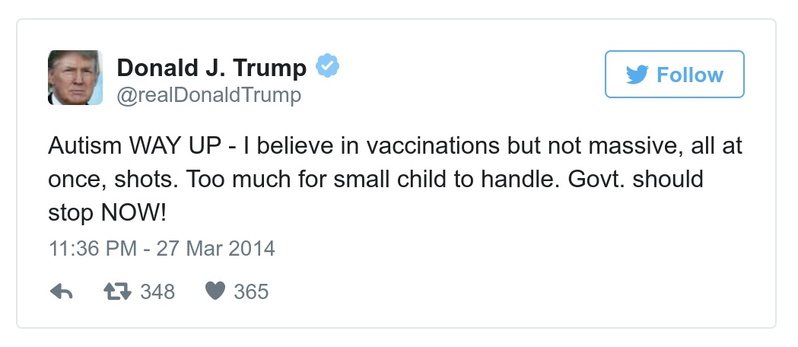 Donald J. Trump
Follow
@realDonaldTrump
Autism WAY UP - I believe in vaccinations but not massive, all at
once, shots. Too much for small child to handle. Govt. should
stop NOW!
11:36 PM - 27 Mar 2014
348 365